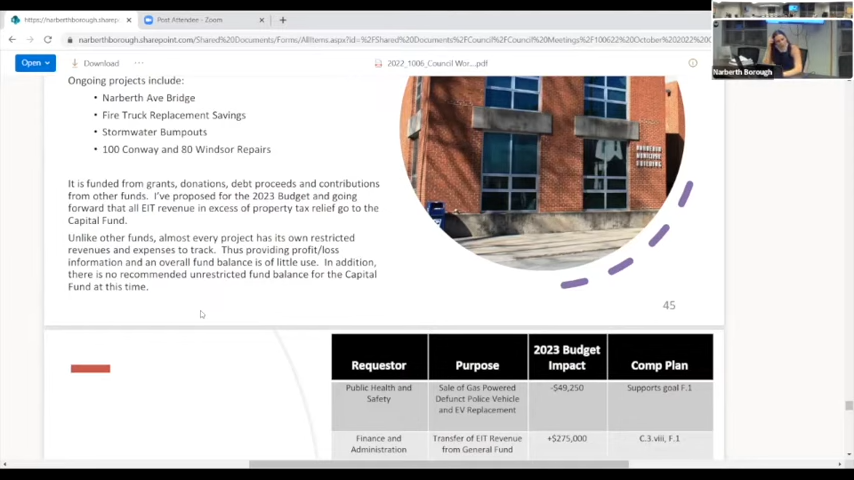 https://narberthborough.sharep
Post Attendee - Zoom
narberthborough.sharepoint.com/Shared%20Documents/Forms/AllItems.aspx?id=%2FShared%20Documents%2FCouncil%2FCouncil%20Meetings%2F100622%20October%202022%20C
Open
Download
2022_1006_Council Wor...pdf
Narberth Borough
Ongoing projects include:
• Narberth Ave Bridge
• Fire Truck Replacement Savings
• Stormwater Bumpouts
• 100 Conway and 80 Windsor Repairs
It is funded from grants, donations, debt proceeds and contributions
from other funds. I've proposed for the 2023 Budget and going
forward that all EIT revenue in excess of property tax relief go to the
Capital Fund.
Unlike other funds, almost every project has its own restricted
revenues and expenses to track. Thus providing profit/loss
information and an overall fund balance is of little use. In addition,
there is no recommended unrestricted fund balance for the Capital
Fund at this time.
NARBERTH
MUNICIPAL
BUILDING
45
Requestor
Purpose
2023 Budget
Impact
Comp Plan
Public Health and
Safety
Sale of Gas Powered
Defunct Police Vehicle
and EV Replacement
-$49,250
Supports goal F.1
Finance and
Administration
Transfer of EIT Revenue
from General Fund
+$275,000
C.3.viii, F.1